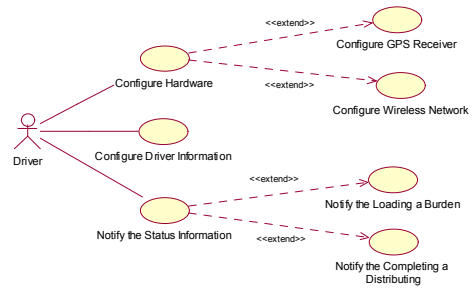 <<extend>>
Configure GPS Receiver
Configure Hardware
<<extend>>
Configure Wireless Network
Driver
Configure Driver Information
<<extend>>
Notify the Loading a Burden
Notify the Status Information
<<extend>>
Notify the Completing a
Distributing